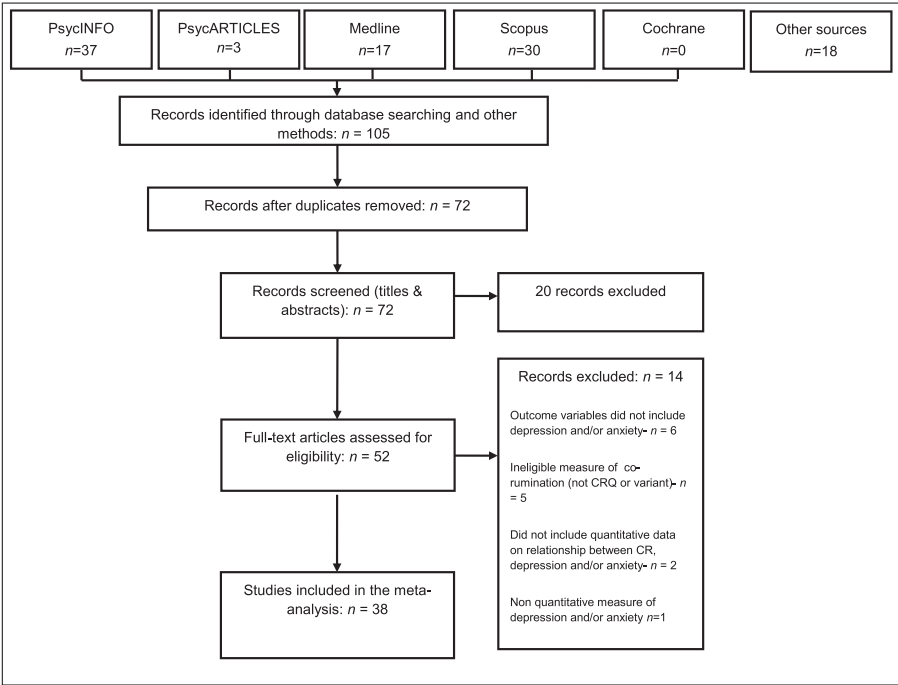 PsycINFO
n=37
PsycARTICLES
n=3
Medline
n=17
Scopus
n=30
Cochrane
n=0
Other sources
n=18
Records identified through database searching and other
methods: n = 105
Records after duplicates removed: n = 72
Records screened (titles &
abstracts): n = 72
20 records excluded
Full-text articles assessed for
eligibility: n = 52
Records excluded: n = 14
Outcome variables did not include
depression and/or anxiety- n = 6
Ineligible measure of co-
rumination (not CRQ or variant)- n
= 5
Did not include quantitative data
on relationship between CR,
depression and/or anxiety- n = 2
Non quantitative measure of
depression and/or anxiety n=1
Studies included in the meta-
analysis: n = 38